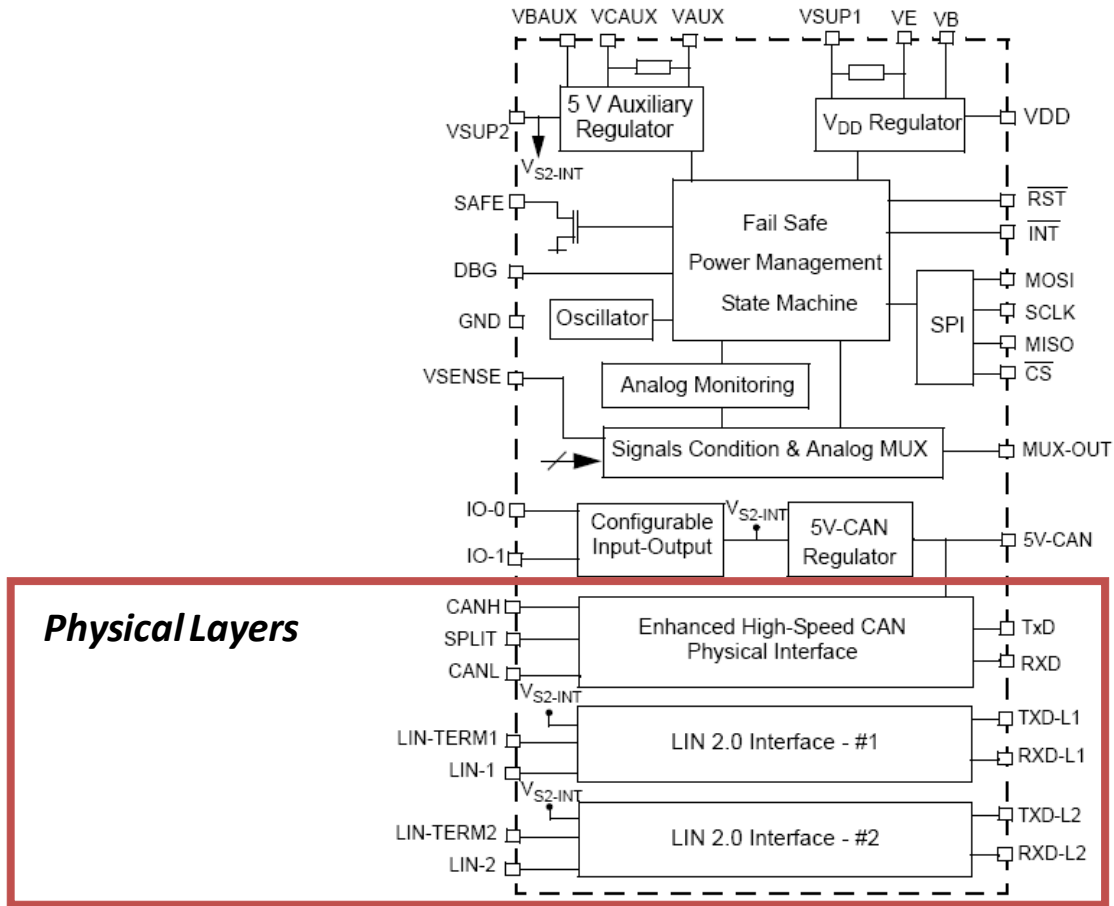 VBAUX VCAUX VAUX VSUP1 VE VB
5 V Auxiliary
Regulator
VDD Regulator
VDD
VSUP2
VS2-INT
SAFE
RST
Fail Safe
INT
Power Management
DBG
MOSI
State Machine
SCLK
GND
Oscillator
SPI
MISO
VSENSE
Analog Monitoring
CS
Signals Condition & Analog MUX
MUX-OUT
IO-0
VS2-INT
Configurable
Input-Output
5V-CAN
Regulator
5V-CAN
IO-1
Physical Layers
CANH
SPLIT
CANL
Enhanced High-Speed CAN
Physical Interface
TxD
RXD
VS2-INT
TXD-L1
LIN-TERM1
LIN 2.0 Interface - #1
RXD-L1
LIN-1
VS2-INT
TXD-L2
LIN-TERM2
LIN 2.0 Interface - #2
RXD-L2
LIN-2